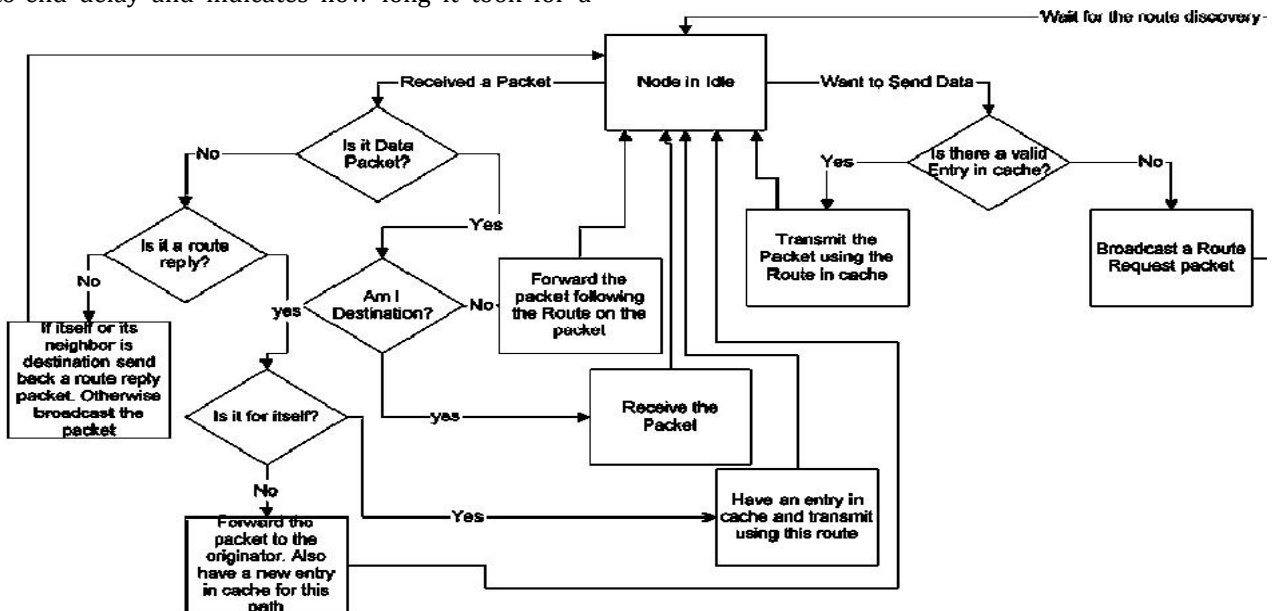 to-end delay and indicates how long it took for a
Wait for the route discovery
Node in Idle
Received a Packet
Want to Send Data
Is it Data
Packet?
No
Yes
Is there a valid
Entry in cache?
Yes
No
Is it a route
reply?
No
yes
Am I
Destination?
No
yes
Forward the
packet following
the Route on the
packet
Transmit the
Packet using the
Route in cache
Broadcast a Route
Request packet
If itself or its
neighbor is
destination send
back a route reply
packet. Otherwise
broadcast the
packet
Is it for itself?
No
Yes
Receive the
Packet
Have an entry in
cache and transmit
using this route
Forward the
packet to the
originator. Also
have a new entry
in cache for this
path